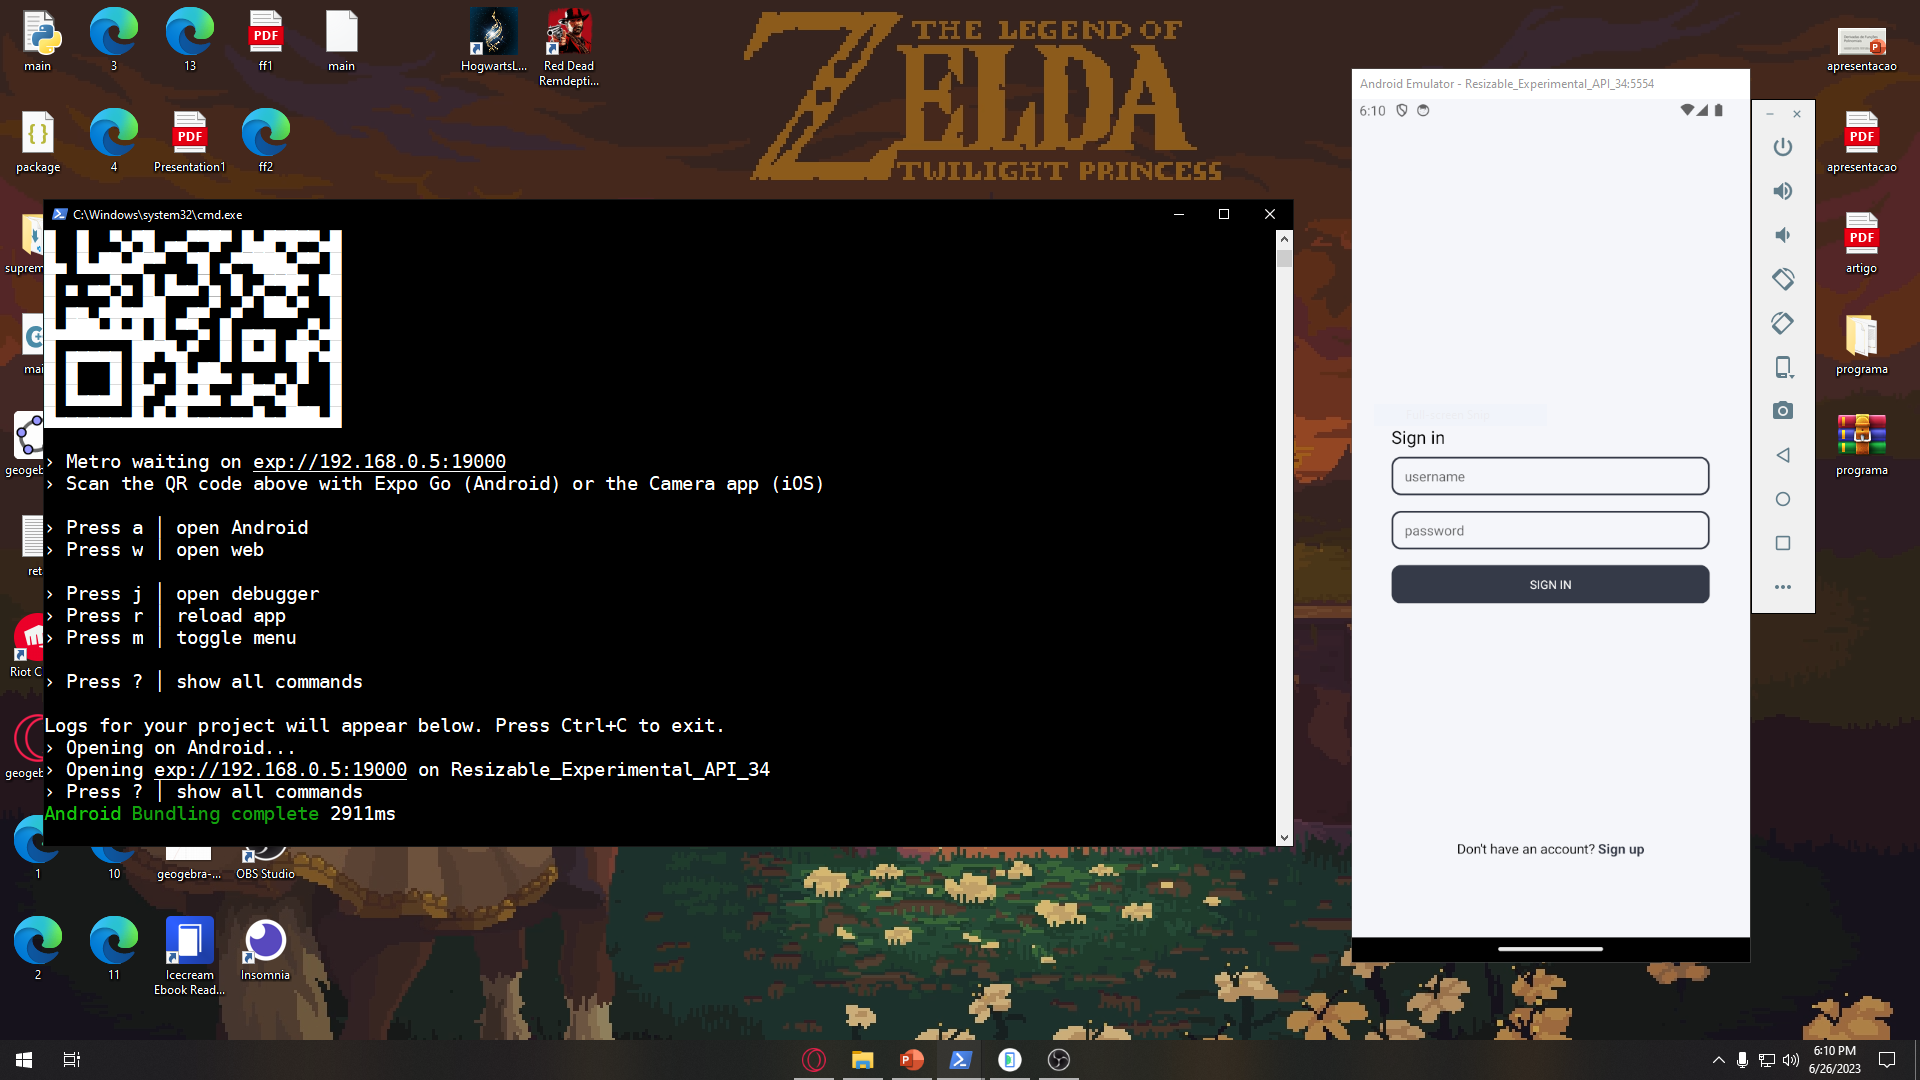 main
3
13
ff1
main
HogwartsL...
Red Dead
Remdepti...
package
4
Presentation1
ff2
THE LEGEND OF
ZELDA
TWILIGHT PRINCESS
apresentacao
apresentacao
artigo
programa
programa
suprem
mai
geogeb
ret
Riot C
geogeb
1
10
geogebra-...
OBS Studio
2
11
Icecream
Ebook Read...
Insomnia
C:\Windows\system32\cmd.exe
› Metro waiting on exp://192.168.0.5:19000
› Scan the QR code above with Expo Go (Android) or the Camera app (iOS)
› Press a │ open Android
› Press w │ open web
› Press j │ open debugger
› Press r │ reload app
› Press m │ toggle menu
› Press ? │ show all commands
Logs for your project will appear below. Press Ctrl+C to exit.
› Opening on Android...
› Opening exp://192.168.0.5:19000 on Resizable_Experimental_API_34
› Press ? │ show all commands
Android Bundling complete 2911ms
Android Emulator - Resizable_Experimental_API_34:5554
6:10
Sign in
username
password
SIGN IN
Don't have an account? Sign up
6:10 PM
6/26/2023